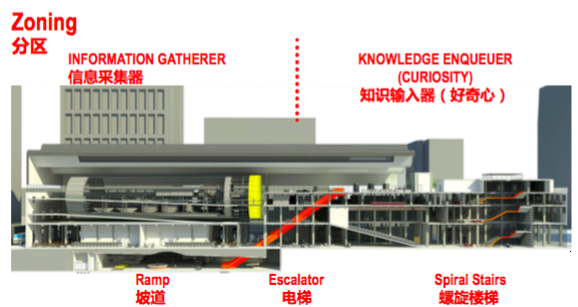 Zoning
分区
INFORMATION GATHERER
信息采集器
KNOWLEDGE ENQUEUER
(CURIOSITY)
知识输入器（好奇心）
Ramp
坡道
Escalator
电梯
Spiral Stairs
螺旋楼梯